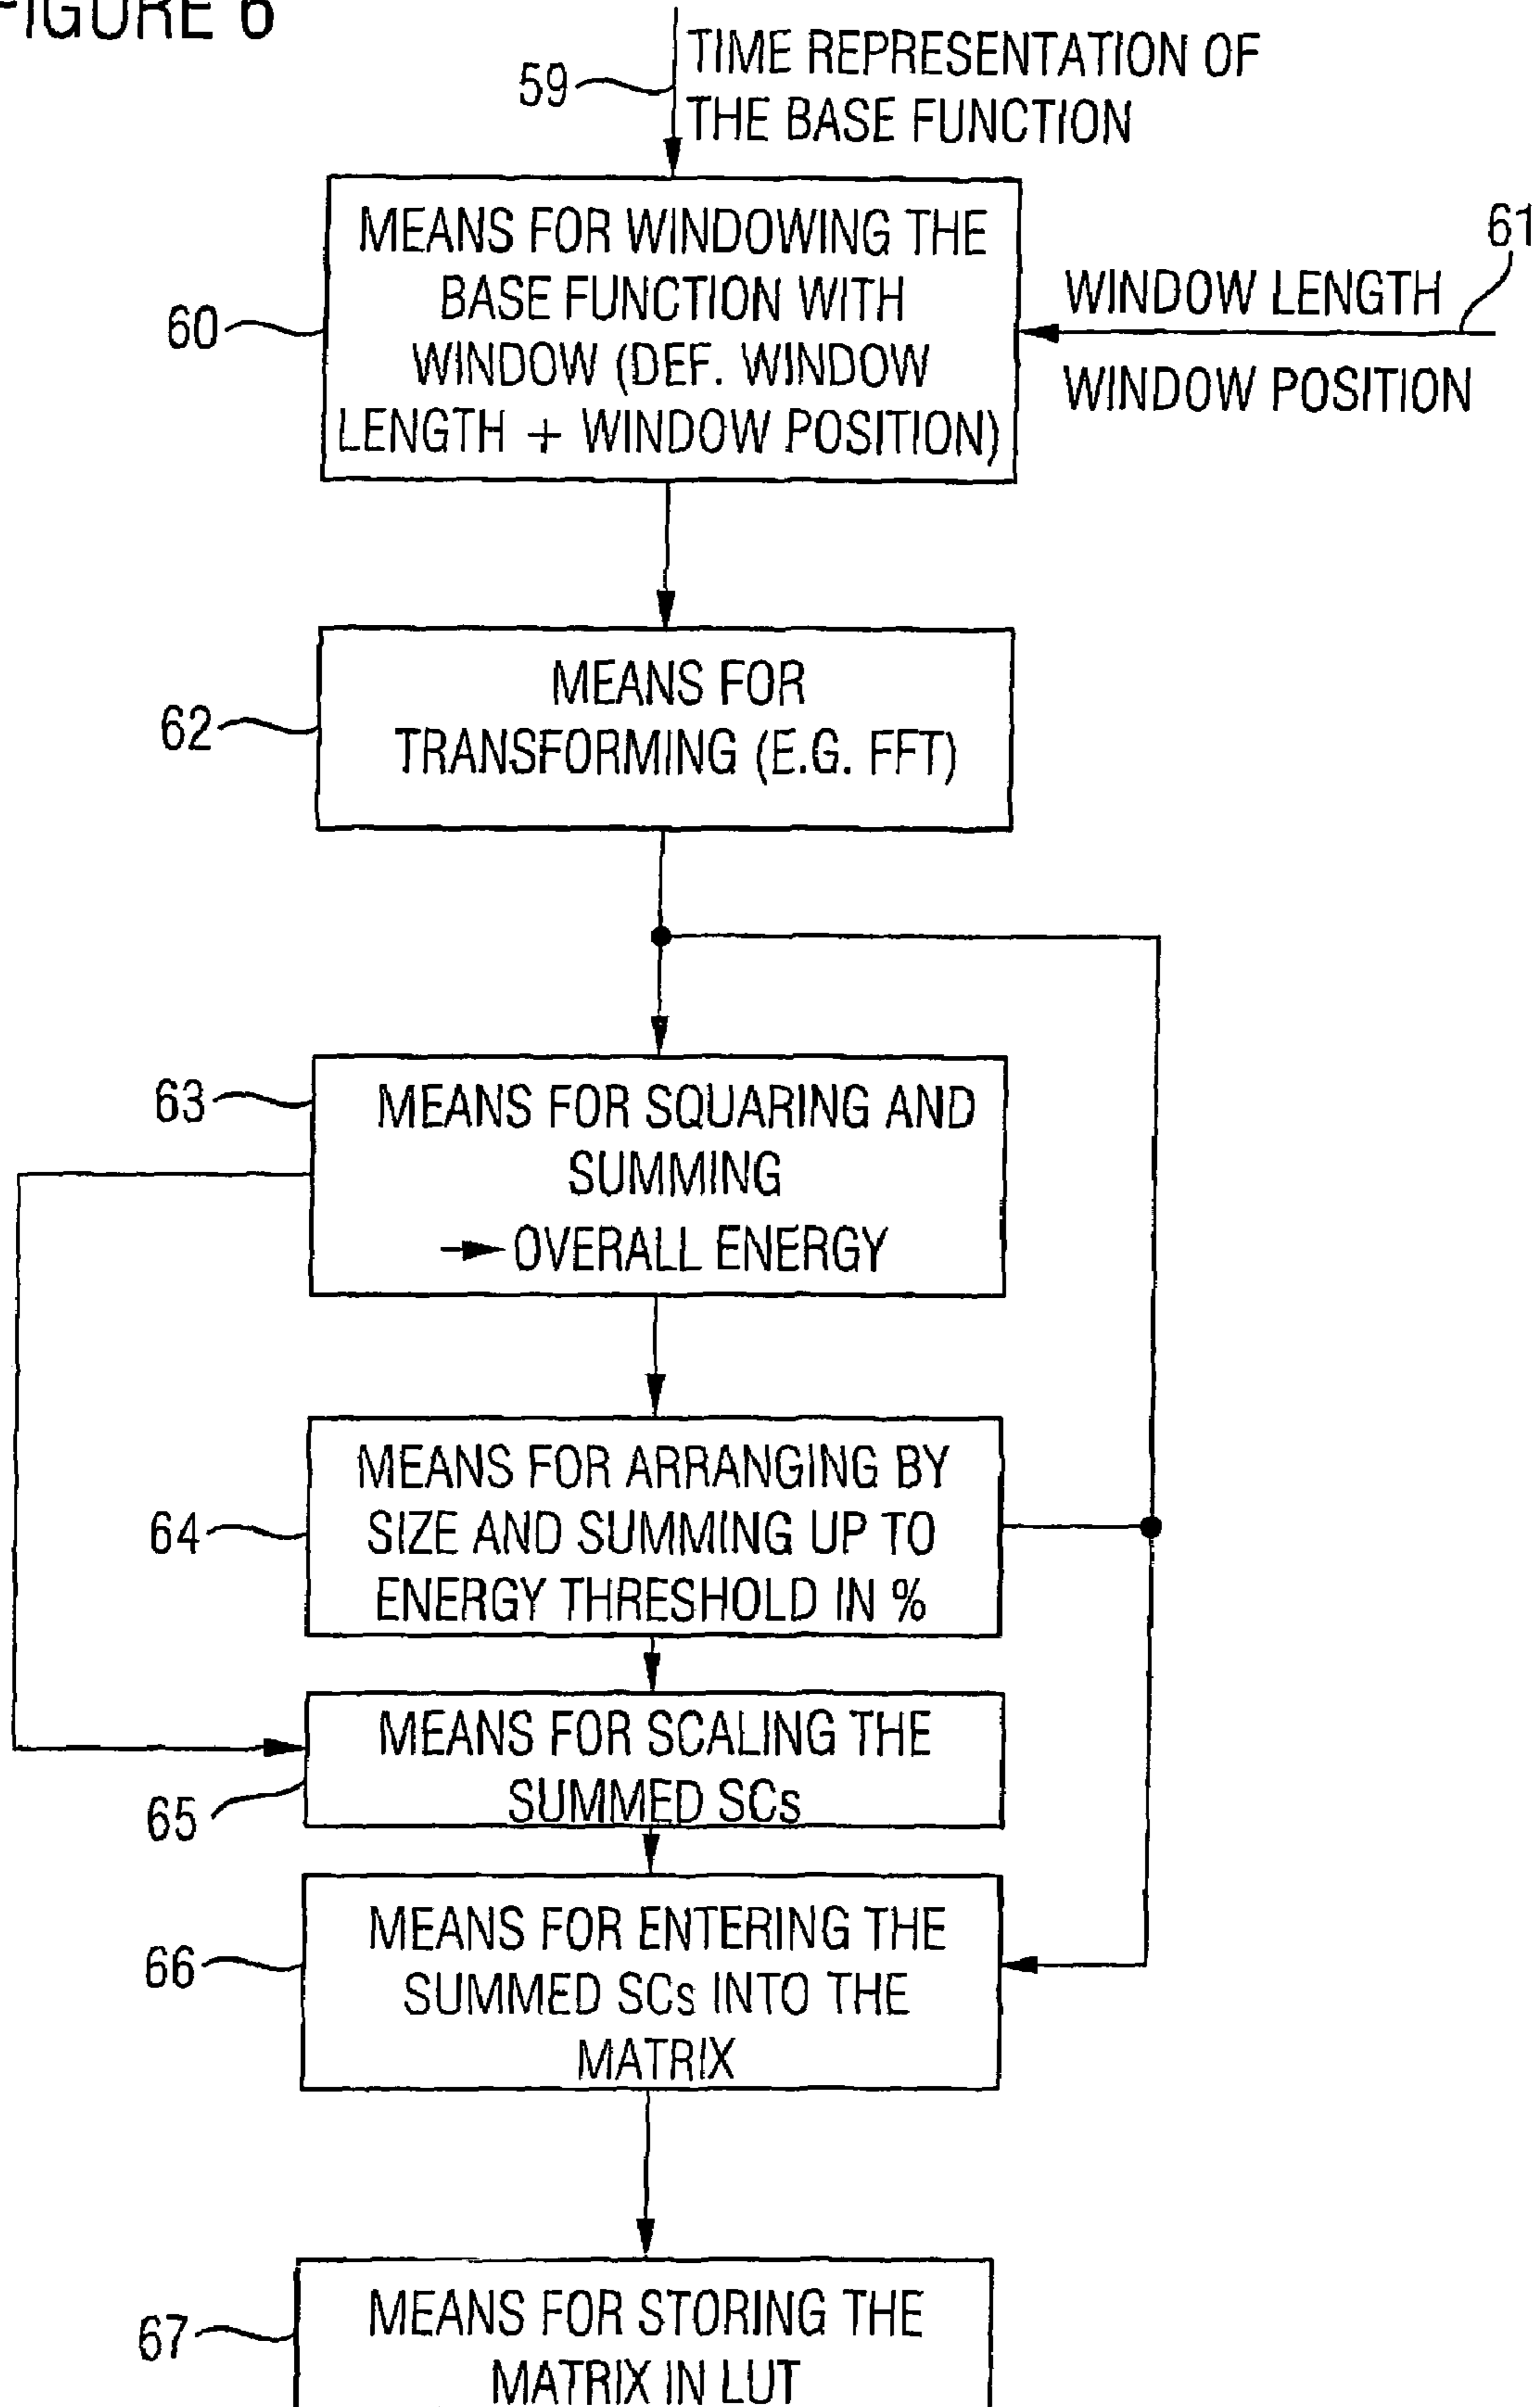 FIGURE 6
59
TIME REPRESENTATION OF
THE BASE FUNCTION
MEANS FOR WINDOWING THE
BASE FUNCTION WITH
WINDOW (DEF. WINDOW
LENGTH + WINDOW POSITION)
60
61
WINDOW LENGTH
WINDOW POSITION
MEANS FOR
TRANSFORMING (E.G. FFT)
62
63
MEANS FOR SQUARING AND
SUMMING
→ OVERALL ENERGY
MEANS FOR ARRANGING BY
SIZE AND SUMMING UP TO
ENERGY THRESHOLD IN %
64
MEANS FOR SCALING THE
SUMMED SCs
65
MEANS FOR ENTERING THE
SUMMED SCs INTO THE
MATRIX
66
MEANS FOR STORING THE
MATRIX IN LUT
67